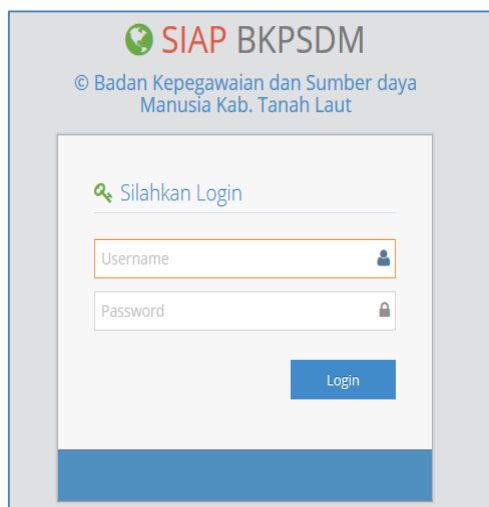 SIAP BKPSDM
© Badan Kepegawaian dan Sumber daya
Manusia Kab. Tanah Laut
Silahkan Login
Username
Password
Login